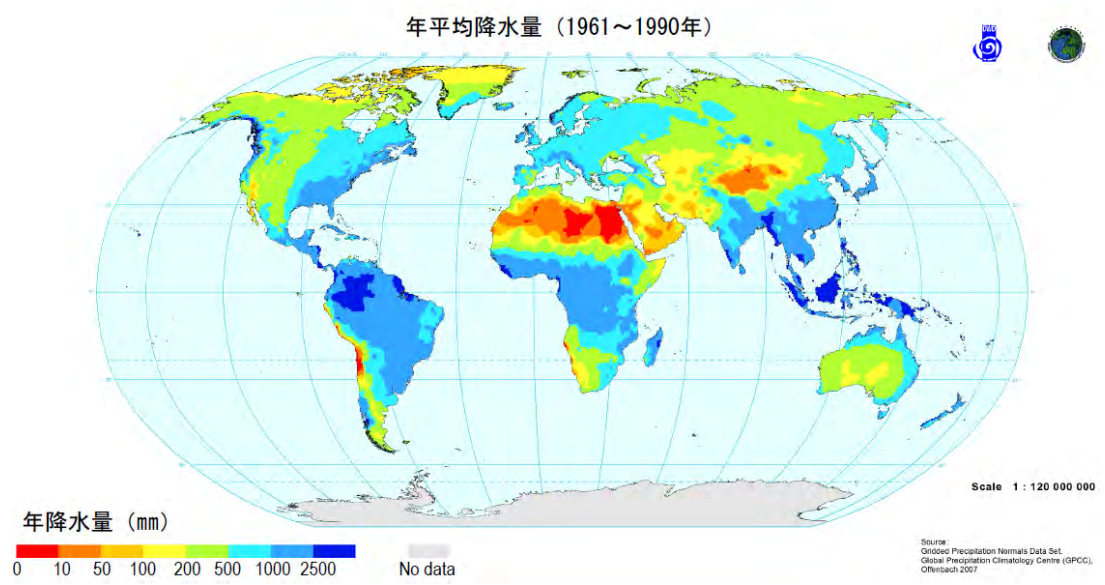 年平均降水量（1961～1990年）
Scale 1 : 120 000 000
年降水量（mm）
0 10 50 100 200 500 1000 2500
No data
Source:
Gridded Precipitation Normals Data Set,
Global Precipitation Climatology Centre (GPCC),
Offenbach 2007